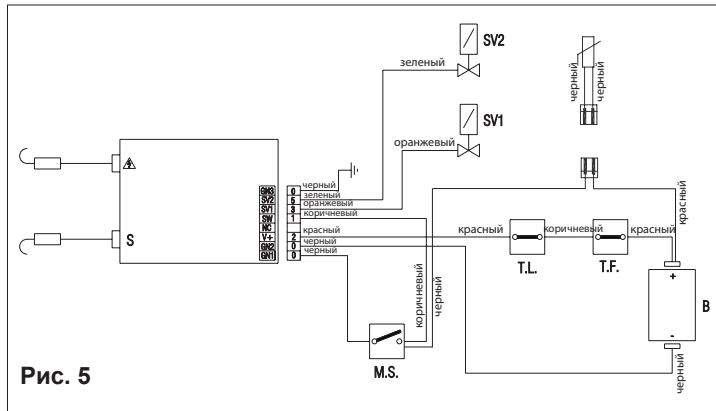 SV2
зеленый
SV1
оранжевый
черный
черный
S
GN3 0 черный
SV2 5 зеленый
SV1 3 оранжевый
SW 1 коричневый
NC
V+ 2 красный
GN2 0 черный
GN1 0 черный
красный
коричневый
красный
красный
T.L.
T.F.
+
B
-
коричневый
черный
черный
M.S.
Рис. 5